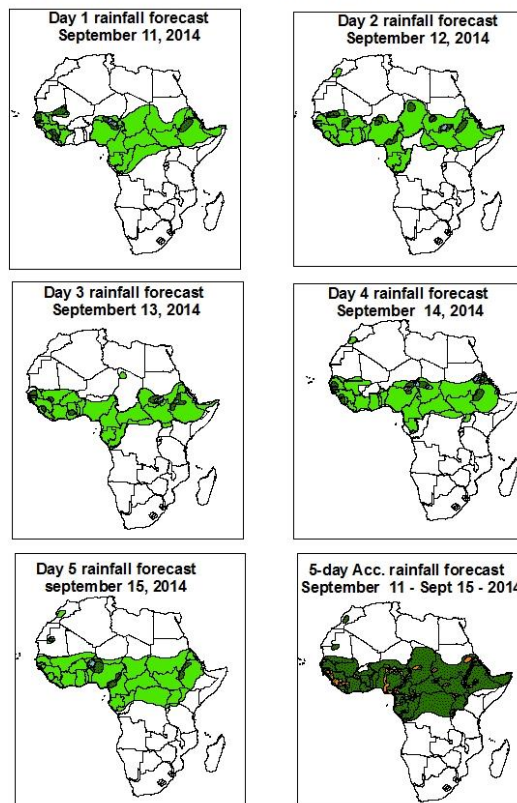 Day 1 rainfall forecast
September 11, 2014
Day 2 rainfall forecast
September 12, 2014
Day 3 rainfall forecast
Septembert 13, 2014
Day 4 rainfall forecast
September 14, 2014
Day 5 rainfall forecast
september 15, 2014
5-day Acc. rainfall forecast
September 11 - Sept 15 - 2014